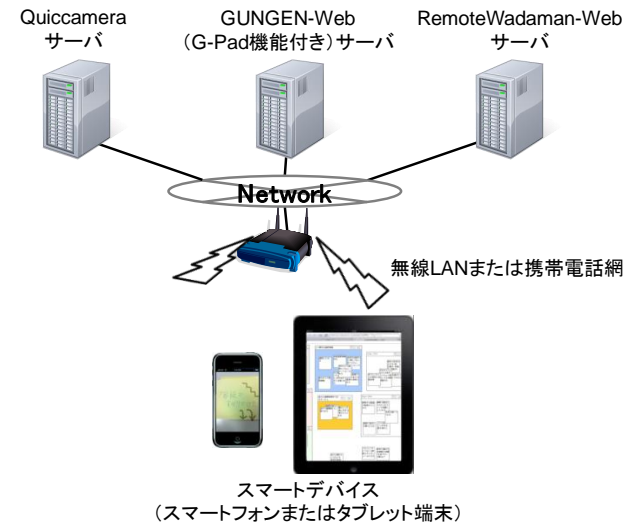 Quiccamera
サーバ
GUNGEN-Web
（G-Pad機能付き）サーバ
RemoteWadaman-Web
サーバ
Network
無線LANまたは携帯電話網
スマートデバイス
（スマートフォンまたはタブレット端末）